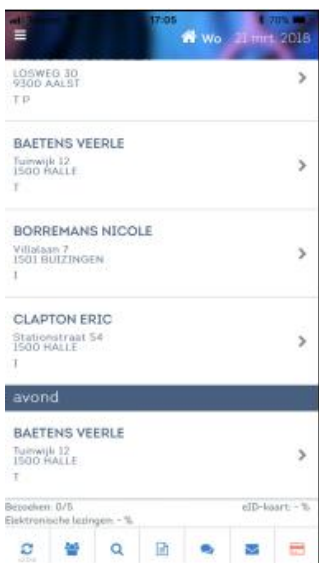 17:05 70%
Wo 21 mrt. 2018
LOSWEG 30
9300 AALST
T P
BAETENS VEERLE
Tuinwijk 12
1500 HALLE
T
BORREMANS NICOLE
Villalaan 7
1501 BUIZINGEN
T
CLAPTON ERIC
Stationstraat 54
1500 HALLE
T
avond
BAETENS VEERLE
Tuinwijk 12
1500 HALLE
T
Bezoeken: 0/5 eID-kaart: - %
Elektronische lezingen: - %